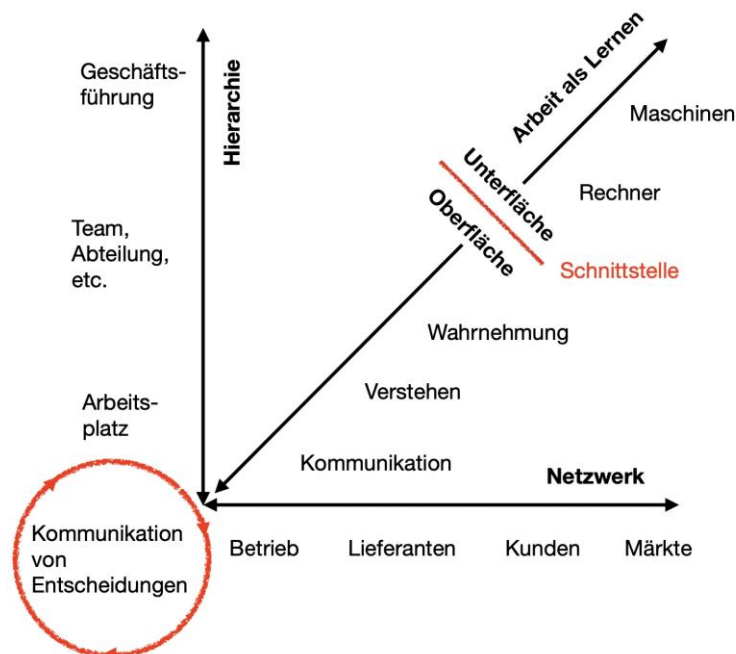 Geschäfts-
führung
Hierarchie
Arbeit als Lernen
Maschinen
Unterfläche
Rechner
Oberfläche
Team,
Abteilung,
etc.
Schnittstelle
Wahrnehmung
Verstehen
Arbeits-
platz
Kommunikation
Netzwerk
Kommunikation
von
Entscheidungen
Betrieb
Lieferanten
Kunden
Märkte